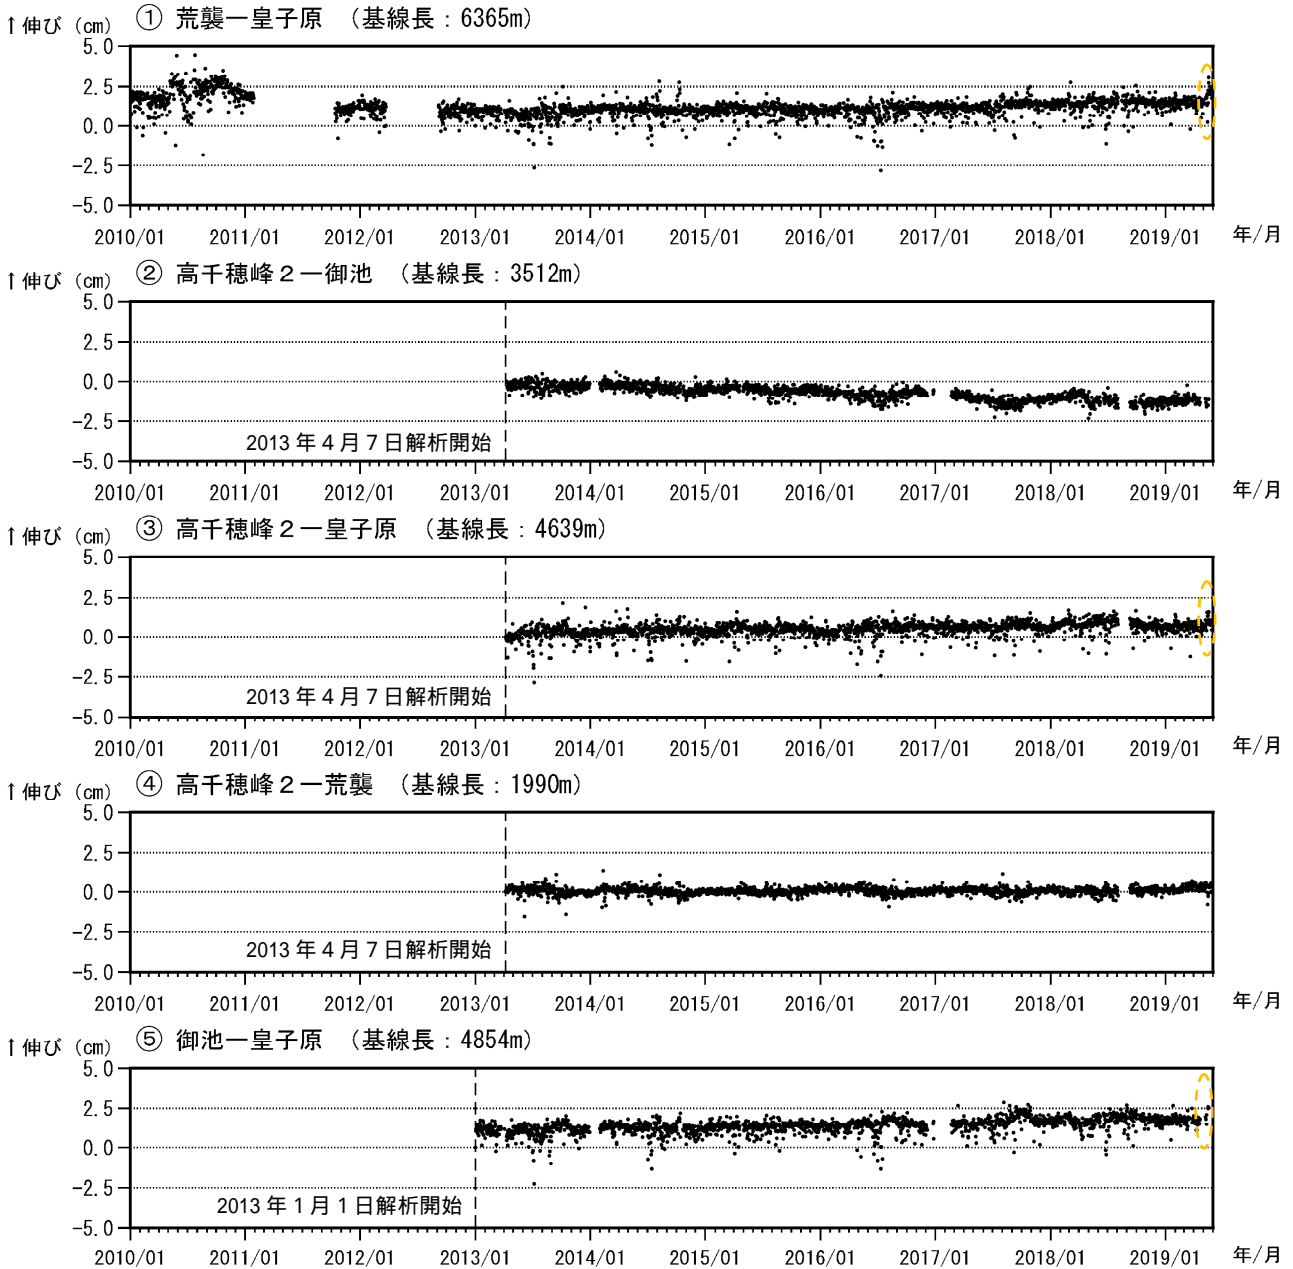 ① 荒襲ー皇子原 (基線長:6365m)
↑伸び (cm)
5.0
2.5
0.0
-2.5
-5.0
2010/01 2011/01 2012/01 2013/01 2014/01 2015/01 2016/01 2017/01 2018/01 2019/01 年/月
② 高千穂峰2ー御池 (基線長:3512m)
↑伸び (cm)
5.0
2.5
0.0
-2.5
2013年4月7日解析開始
-5.0
2010/01 2011/01 2012/01 2013/01 2014/01 2015/01 2016/01 2017/01 2018/01 2019/01 年/月
③ 高千穂峰2ー皇子原 (基線長:4639m)
↑伸び (cm)
5.0
2.5
0.0
-2.5
2013年4月7日解析開始
-5.0
2010/01 2011/01 2012/01 2013/01 2014/01 2015/01 2016/01 2017/01 2018/01 2019/01 年/月
④ 高千穂峰2ー荒襲 (基線長:1990m)
↑伸び (cm)
5.0
2.5
0.0
-2.5
2013年4月7日解析開始
-5.0
2010/01 2011/01 2012/01 2013/01 2014/01 2015/01 2016/01 2017/01 2018/01 2019/01 年/月
⑤ 御池ー皇子原 (基線長:4854m)
↑伸び (cm)
5.0
2.5
0.0
-2.5
2013年1月1日解析開始
-5.0
2010/01 2011/01 2012/01 2013/01 2014/01 2015/01 2016/01 2017/01 2018/01 2019/01 年/月